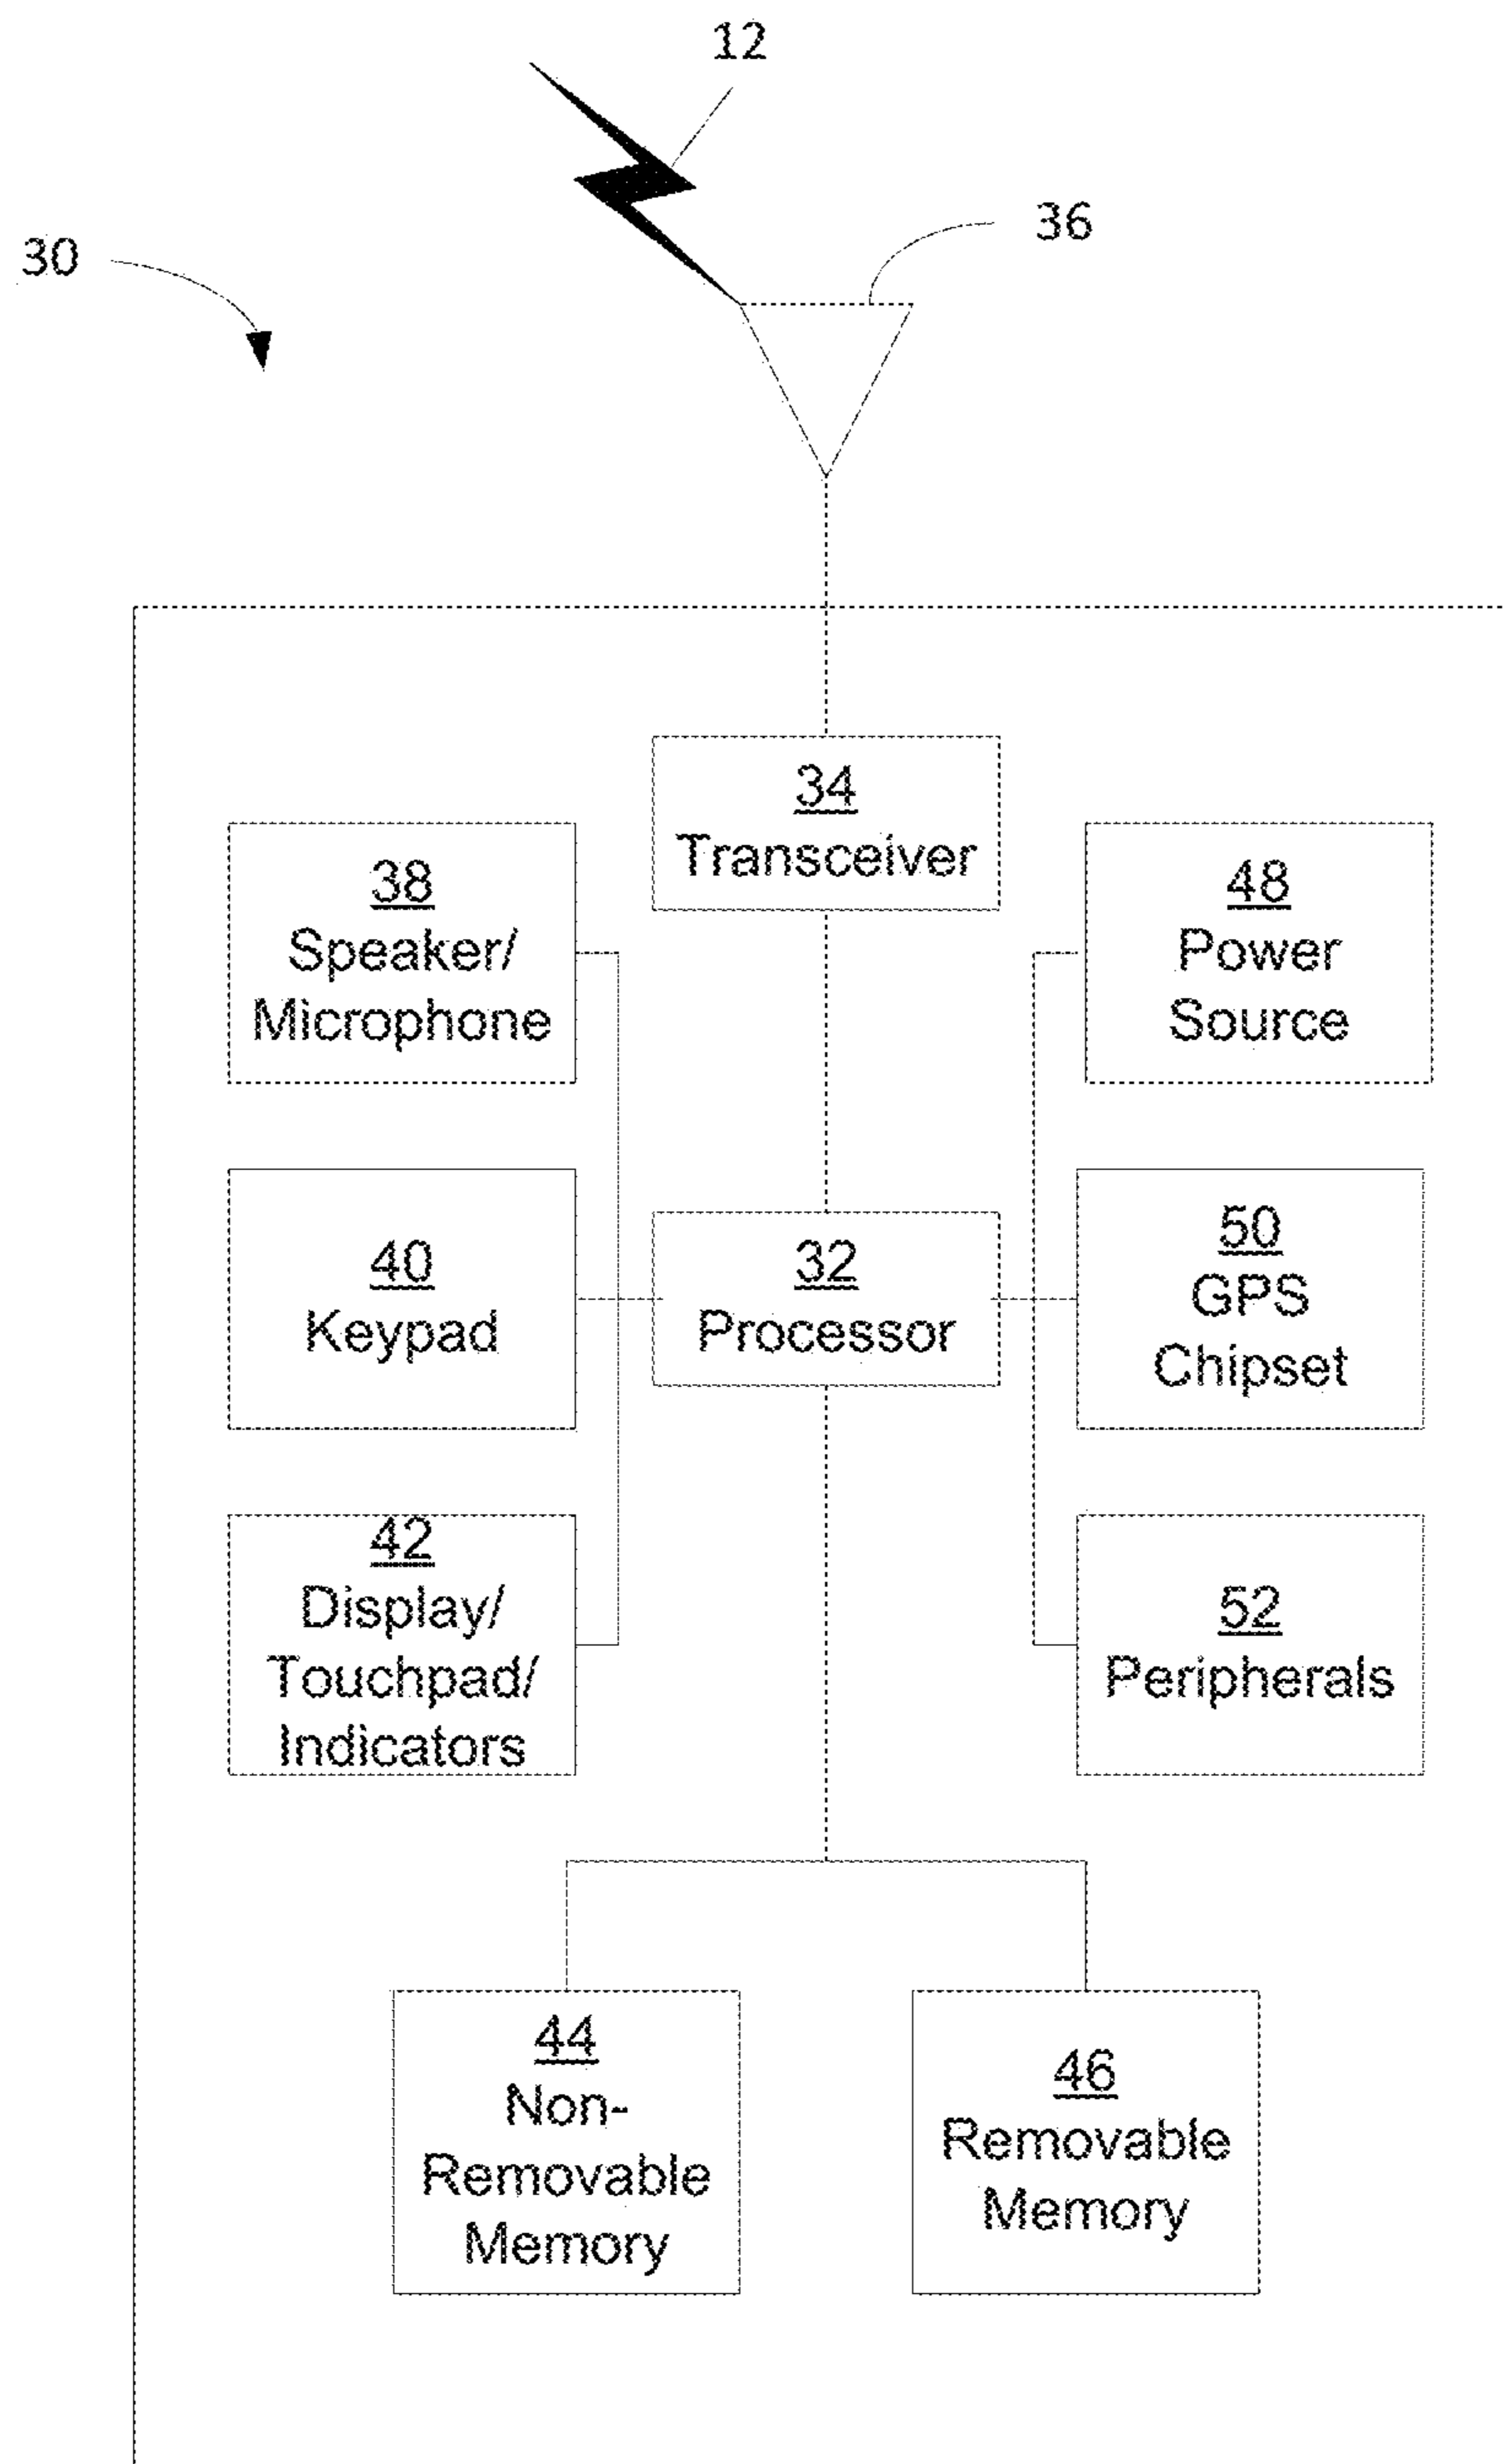 12
36
30
34
Transceiver
38
Speaker/
Microphone
48
Power
Source
40
Keypad
32
Processor
50
GPS
Chipset
42
Display/
Touchpad/
Indicators
52
Peripherals
44
Non-
Removable
Memory
46
Removable
Memory